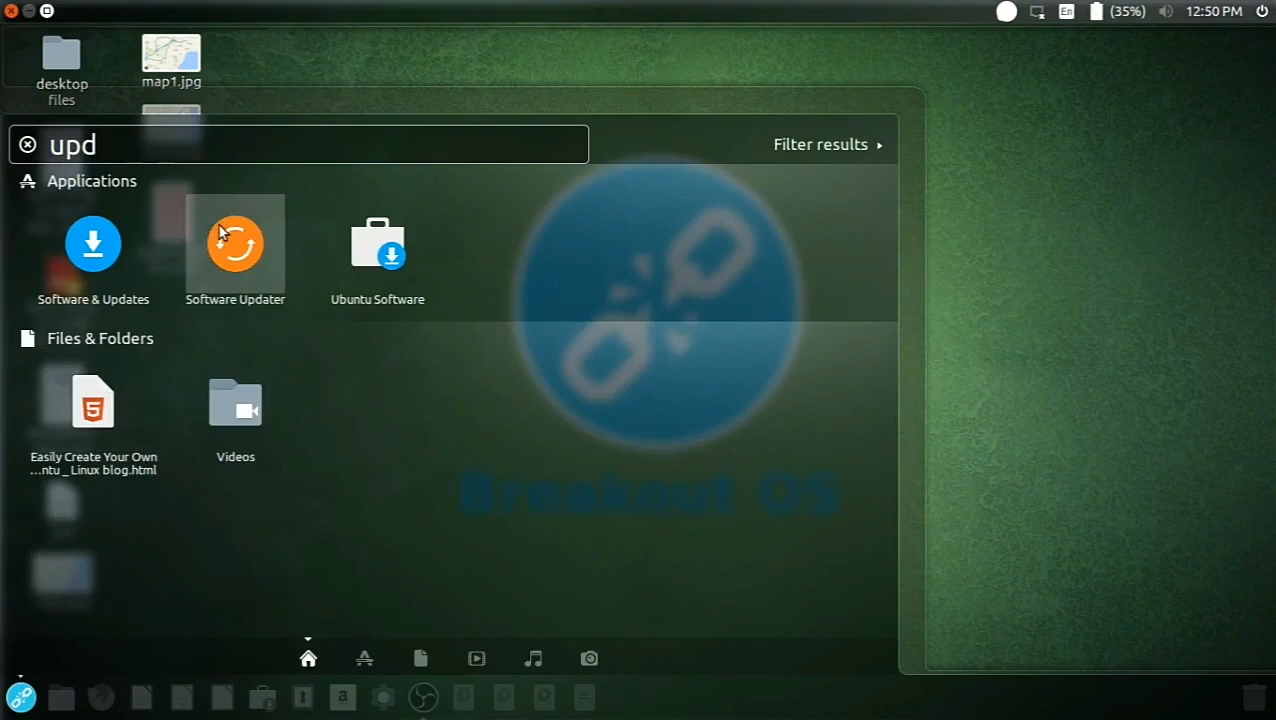 En
(35%)
12:50 PM
desktop
files
map1.jpg
upd
Filter results
Applications
Software & Updates
Software Updater
Ubuntu Software
Files & Folders
5
Easily Create Your Own
...ntu _ Linux blog.html
Videos
Breakout OS
a